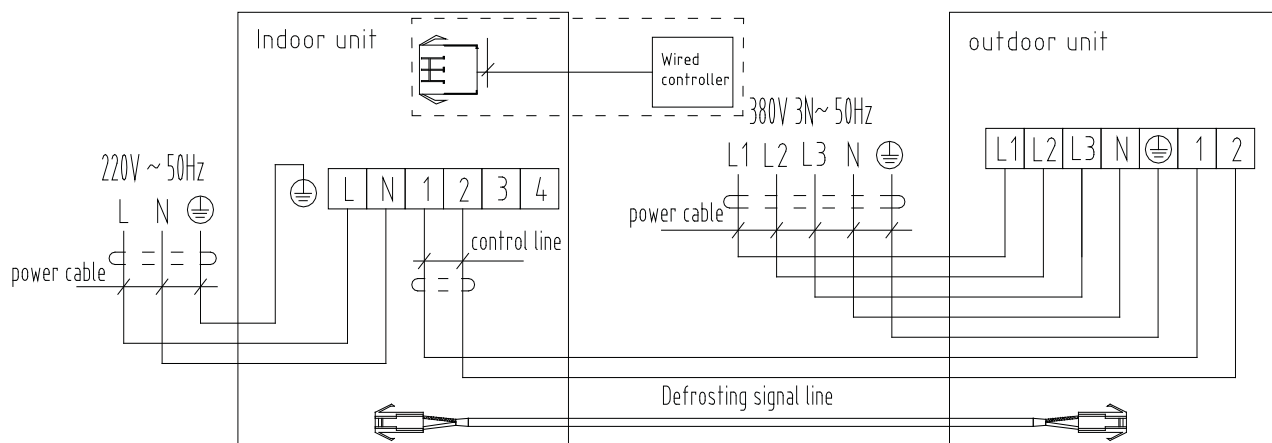 Indoor unit
Wired
controller
outdoor unit
380V 3N~ 50Hz
L1 L2 L3 N
L1 L2 L3 N 1 2
220V ~ 50Hz
L N
L N 1 2 3 4
power cable
control line
power cable
Defrosting signal line